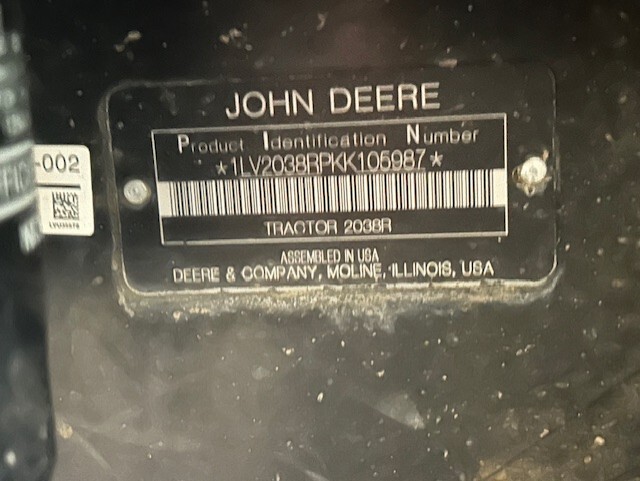 JOHN DEERE
Product Identification Number
*1LV2038RPKK105987*
TRACTOR 2038R
ASSEMBLED IN USA
DEERE & COMPANY, MOLINE, ILLINOIS, USA
-002